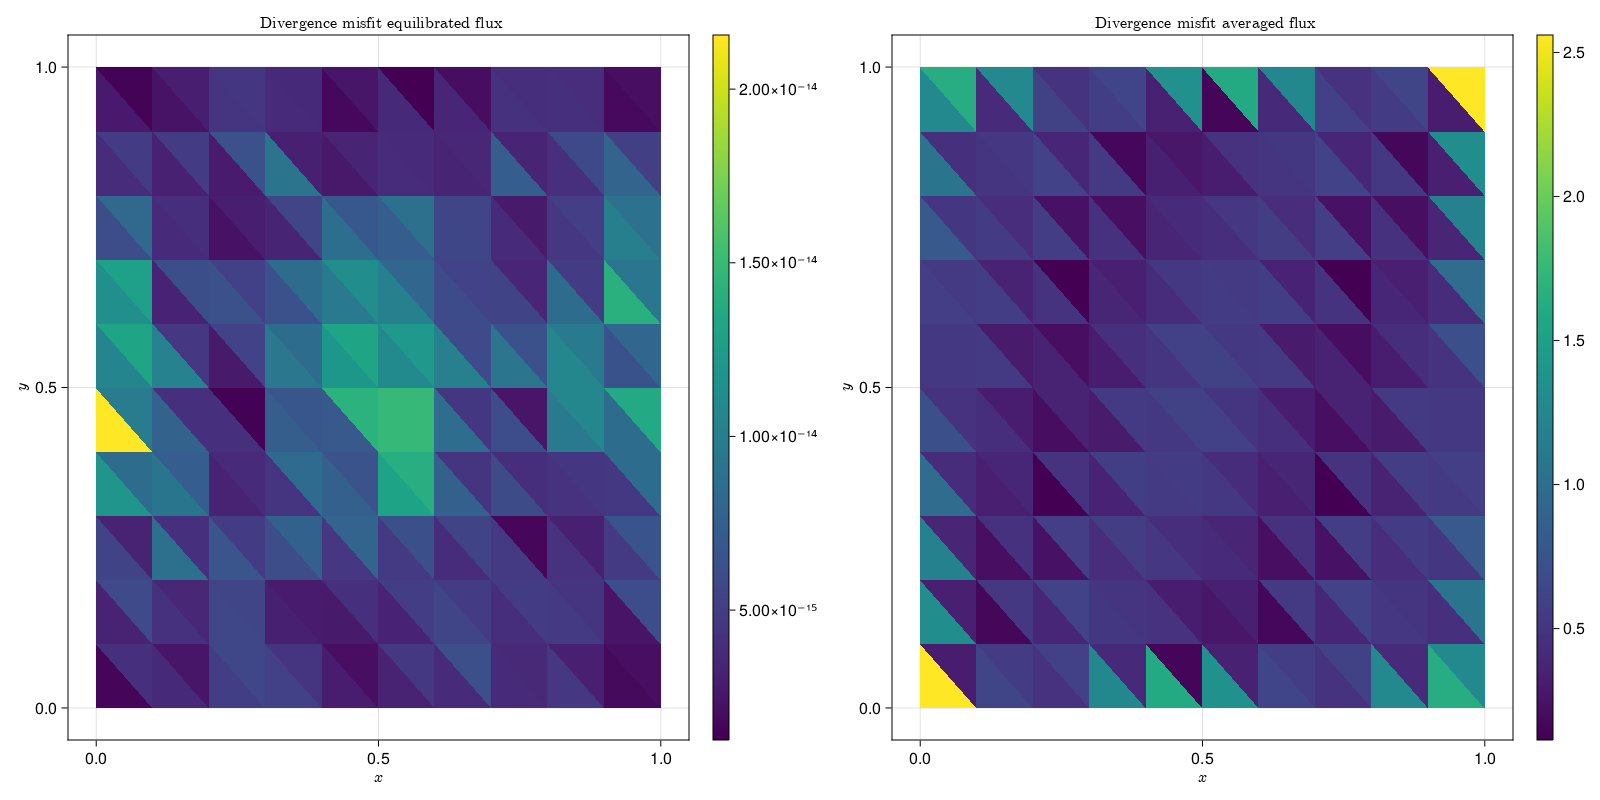 Divergence misfit equilibrated flux
1.0
0.5
0.0
y
0.0 0.5 1.0
x
2.00×10⁻¹⁴
1.50×10⁻¹⁴
1.00×10⁻¹⁴
5.00×10⁻¹⁵
Divergence misfit averaged flux
1.0
0.5
0.0
y
0.0 0.5 1.0
x
2.5
2.0
1.5
1.0
0.5